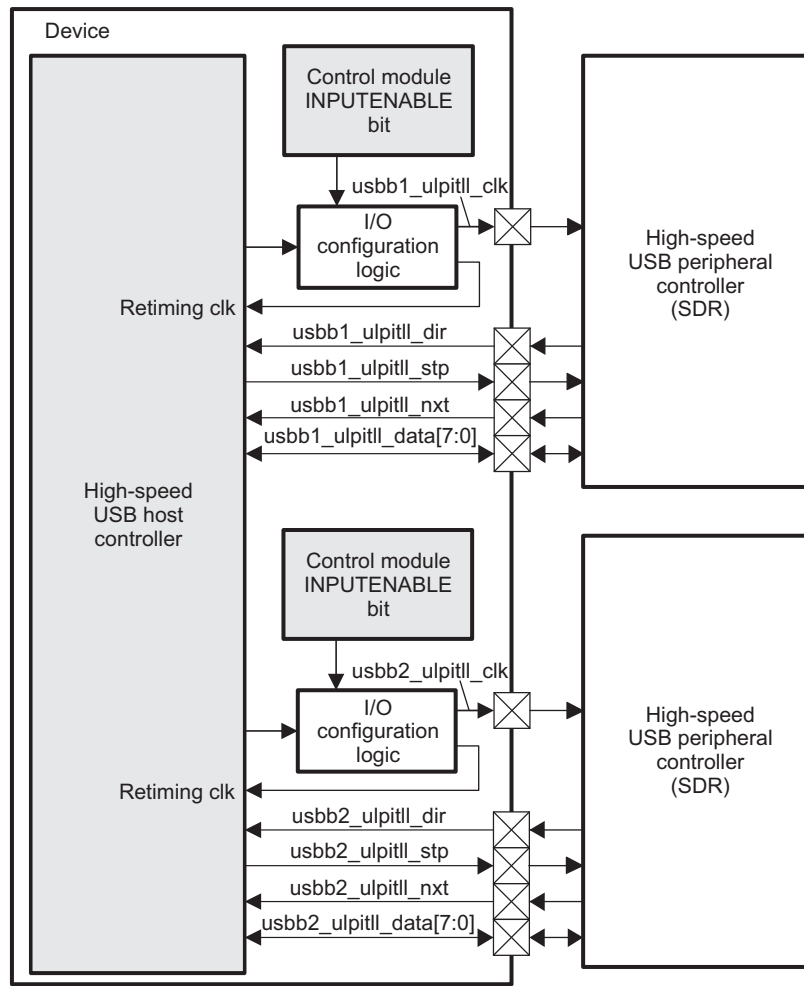 Device
Control module
INPUTENABLE
bit
usbb1_ulpitll_clk
I/O
configuration
logic
Retiming clk
usbb1_ulpitll_dir
usbb1_ulpitll_stp
usbb1_ulpitll_nxt
usbb1_ulpitll_data[7:0]
High-speed
USB peripheral
controller
(SDR)
High-speed
USB host
controller
Control module
INPUTENABLE
bit
usbb2_ulpitll_clk
I/O
configuration
logic
Retiming clk
usbb2_ulpitll_dir
usbb2_ulpitll_stp
usbb2_ulpitll_nxt
usbb2_ulpitll_data[7:0]
High-speed
USB peripheral
controller
(SDR)